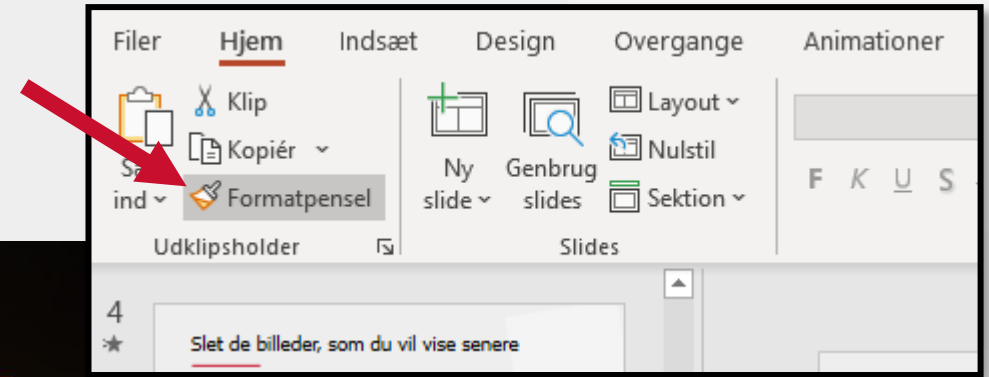 Filer Hjem Indsæt Design Overgange Animationer
Klip
Kopiér
ind Formatpensel
Udklipsholder
Ny slide
Genbrug slides
Layout
Nulstil
Sektion
Slides
F K U S
4
Slet de billeder, som du vil vise senere